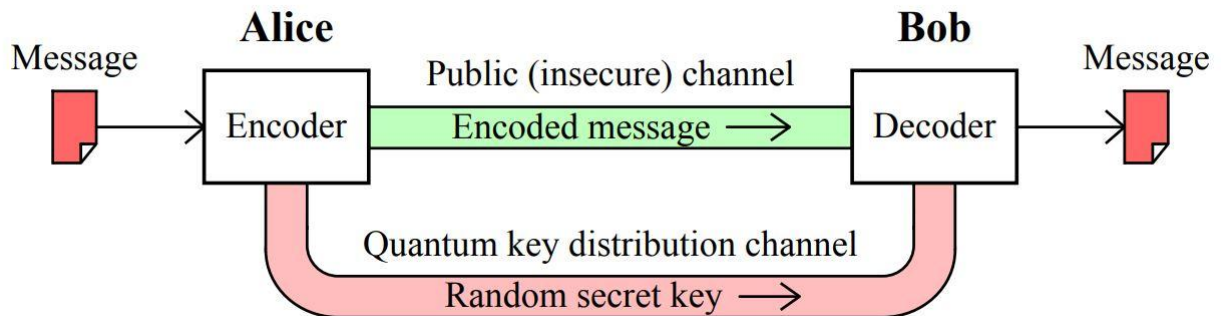 Alice
Bob
Message
Message
Public (insecure) channel
Encoder
Encoded message
Decoder
Quantum key distribution channel
Random secret key